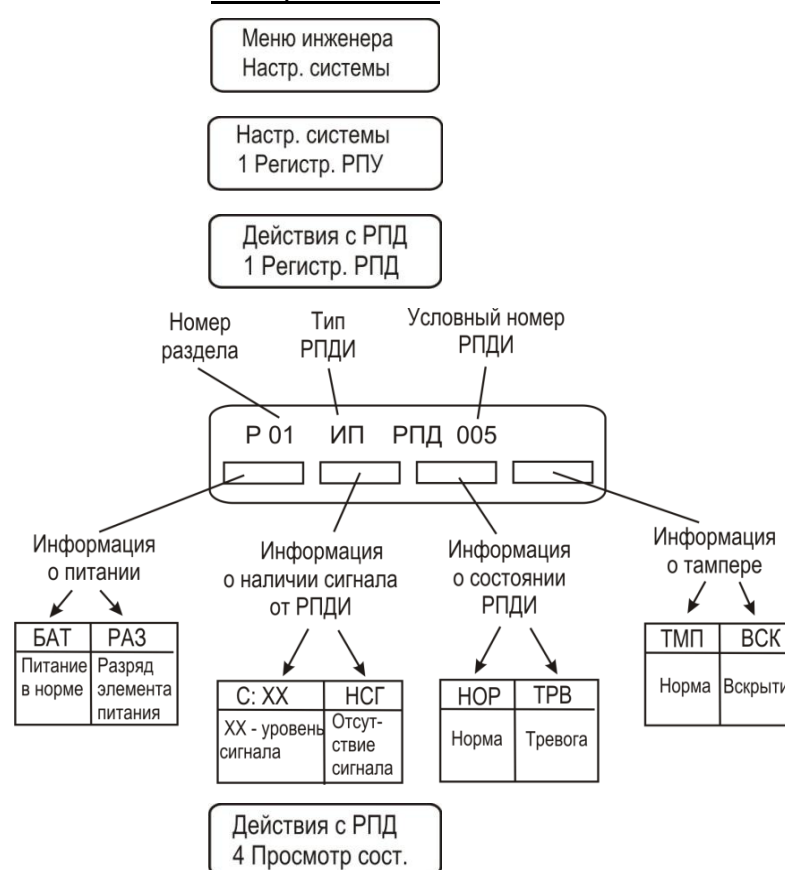 Меню инженера
Настр. системы
Настр. системы
1 Регистр. РПУ
Действия с РПД
1 Регистр. РПД
Номер
раздела
Тип
РПДИ
Условный номер
РПДИ
Р 01 ИП РПД 005
Информация
о питании
Информация
о наличии сигнала
от РПДИ
Информация
о состоянии
РПДИ
Информация
о тампере
БАТ РАЗ
Питание
в норме
Разряд
элемента
питания
С: ХХ НСГ
ХХ - уровень
сигнала
Отсут-
ствие
сигнала
НОР ТРВ
Норма Тревога
ТМП ВСК
Норма Вскрыти
Действия с РПД
4 Просмотр сост.